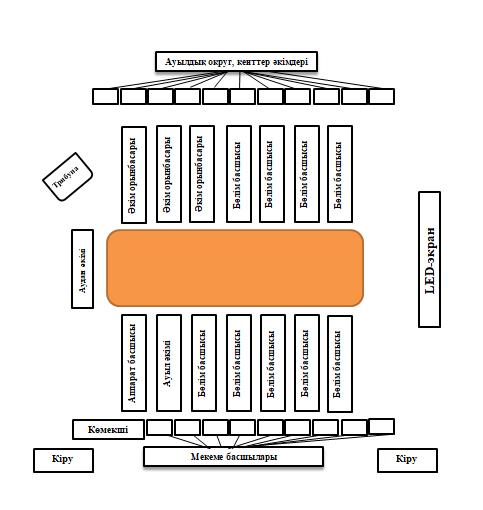 Ауылдық округ, кенттер әкімдері
Трибуна
Әкім орынбасары
Әкім орынбасары
Әкім орынбасары
Бөлім басшысы
Бөлім басшысы
Бөлім басшысы
Бөлім басшысы
Аудан әкімі
LED-экран
Аппарат басшысы
Ауыл әкімі
Бөлім басшысы
Бөлім басшысы
Бөлім басшысы
Бөлім басшысы
Бөлім басшысы
Көмекші
Кіру
Мекеме басшылары
Кіру